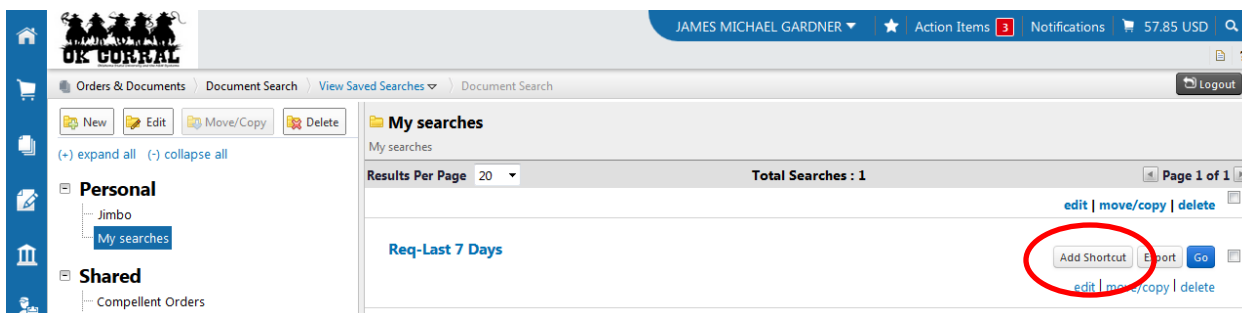 JAMES MICHAEL GARDNER Action Items 3 Notifications 57.85 USD
OK CORRAL
Orders & Documents Document Search View Saved Searches Document Search Logout
New Edit Move/Copy Delete
(+) expand all (-) collapse all
Personal
Jimbo
My searches
Shared
Compellent Orders
My searches
My searches
Results Per Page 20 Total Searches : 1 Page 1 of 1
edit | move/copy | delete
Req-Last 7 Days
Add Shortcut Export Go
edit | move/copy | delete